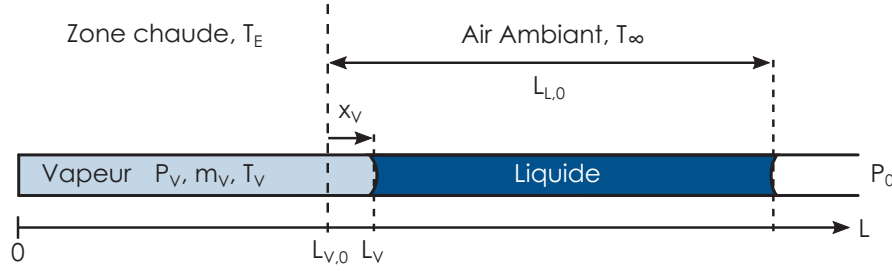 Zone chaude, T_E
Air Ambiant, T_∞
L_L,0
x_V
Vapeur P_V, m_V, T_V
Liquide
P_0
L
0
L_V,0
L_V